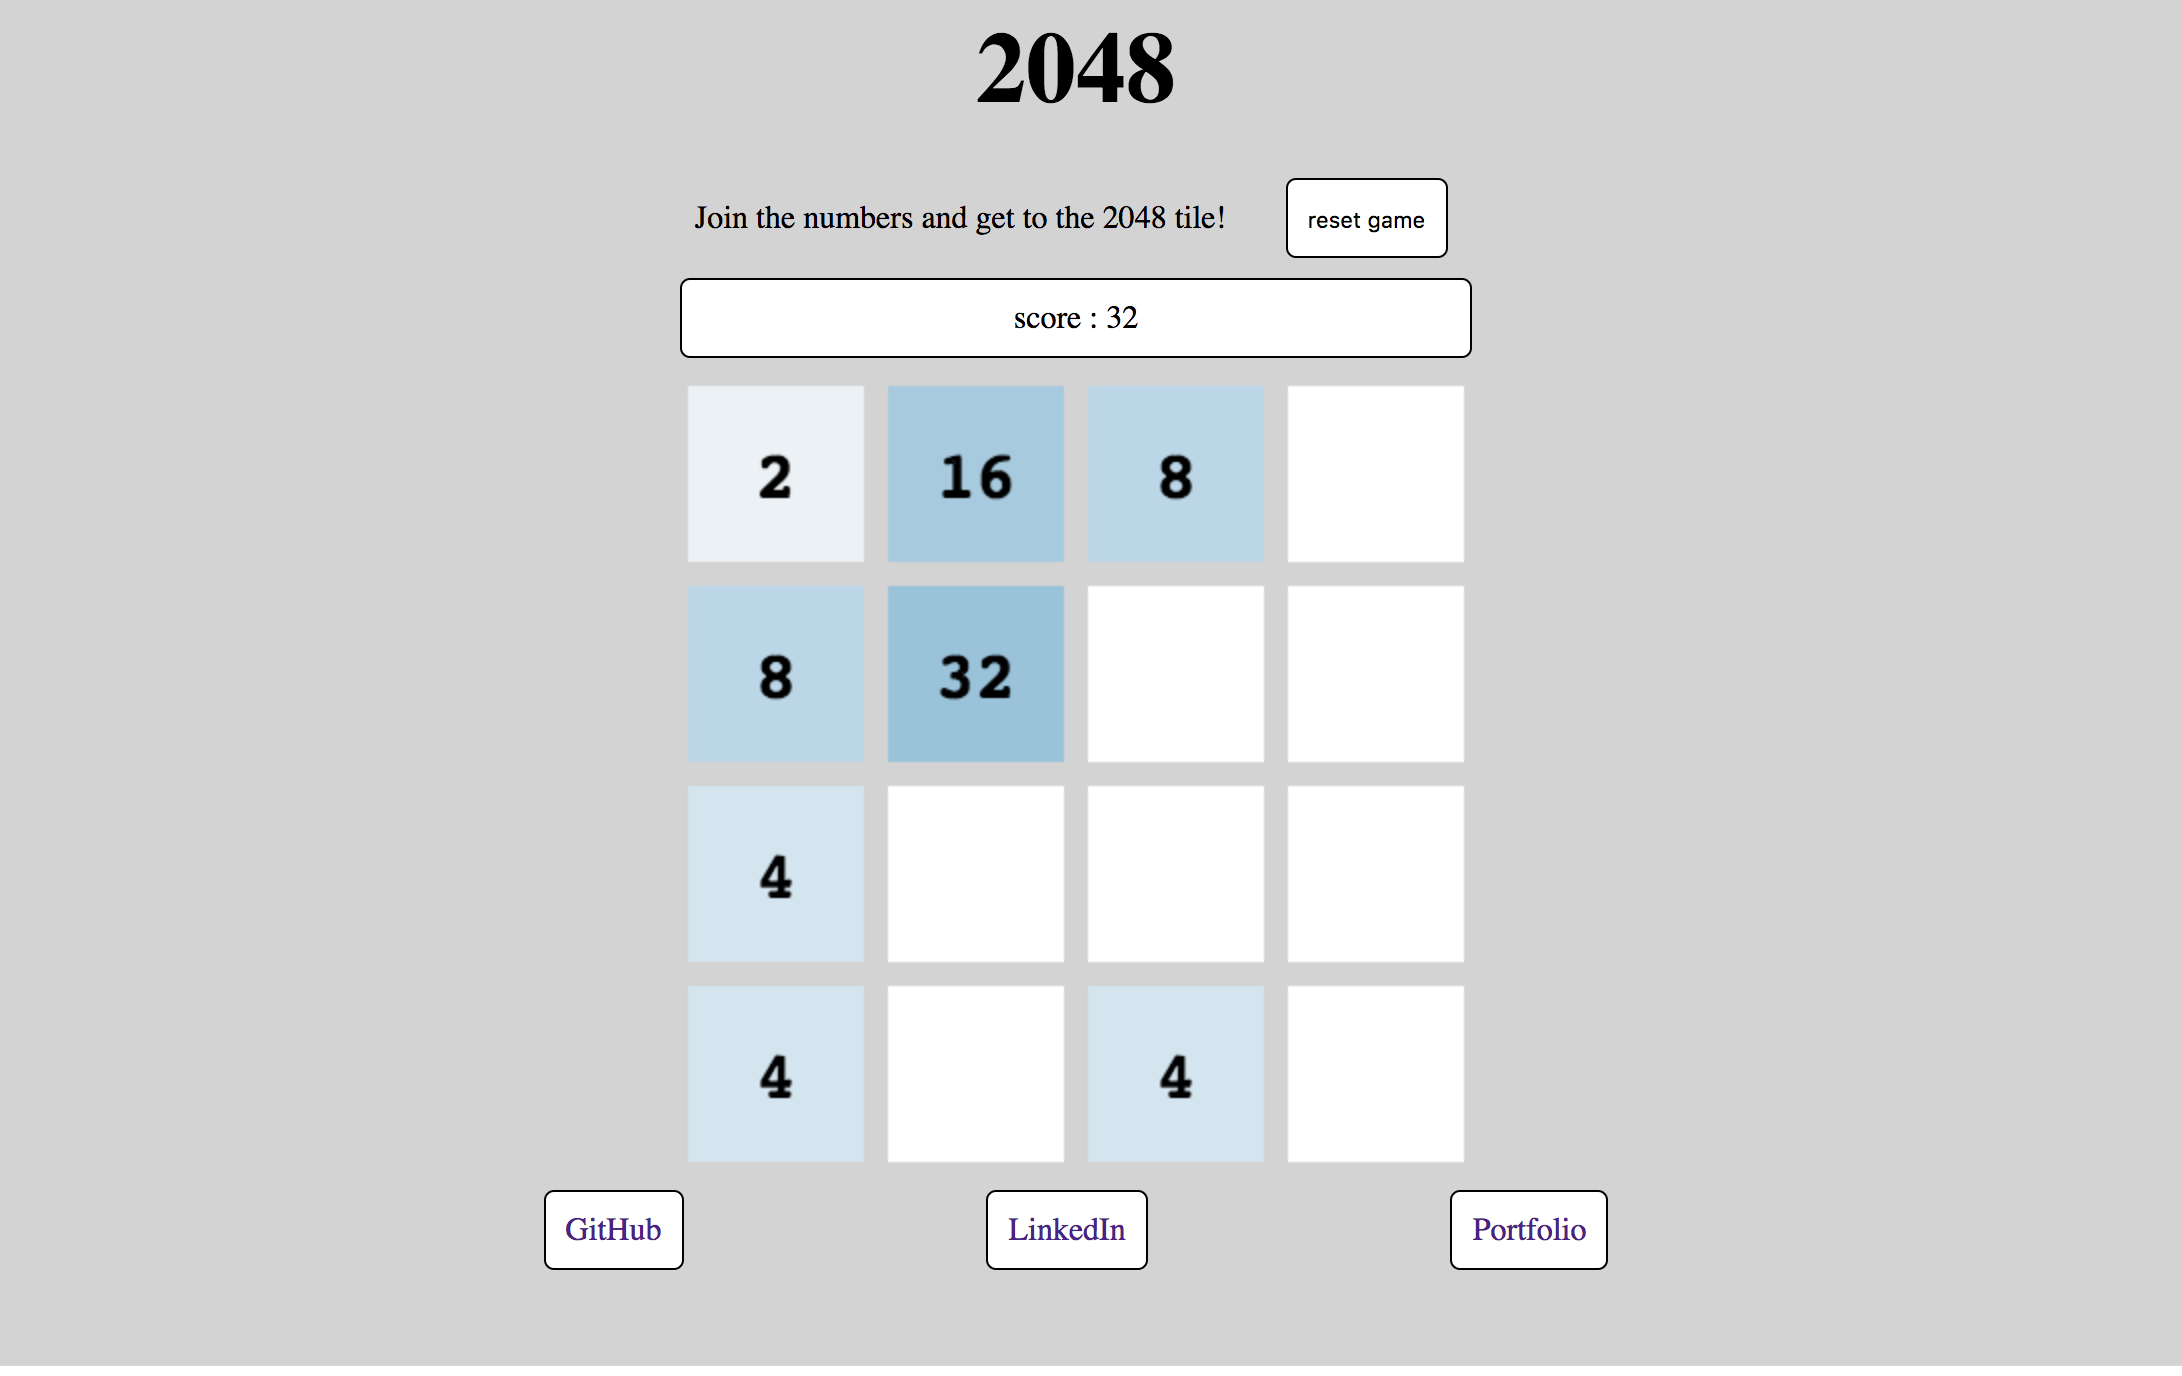 2048
Join the numbers and get to the 2048 tile! reset game
score : 32
2 16 8
8 32
4
4 4
GitHub LinkedIn Portfolio